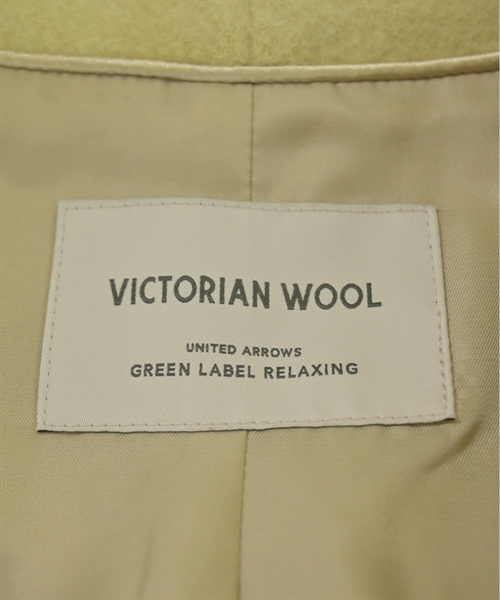 VICTORIAN WOOL
UNITED ARROWS
GREEN LABEL RELAXING